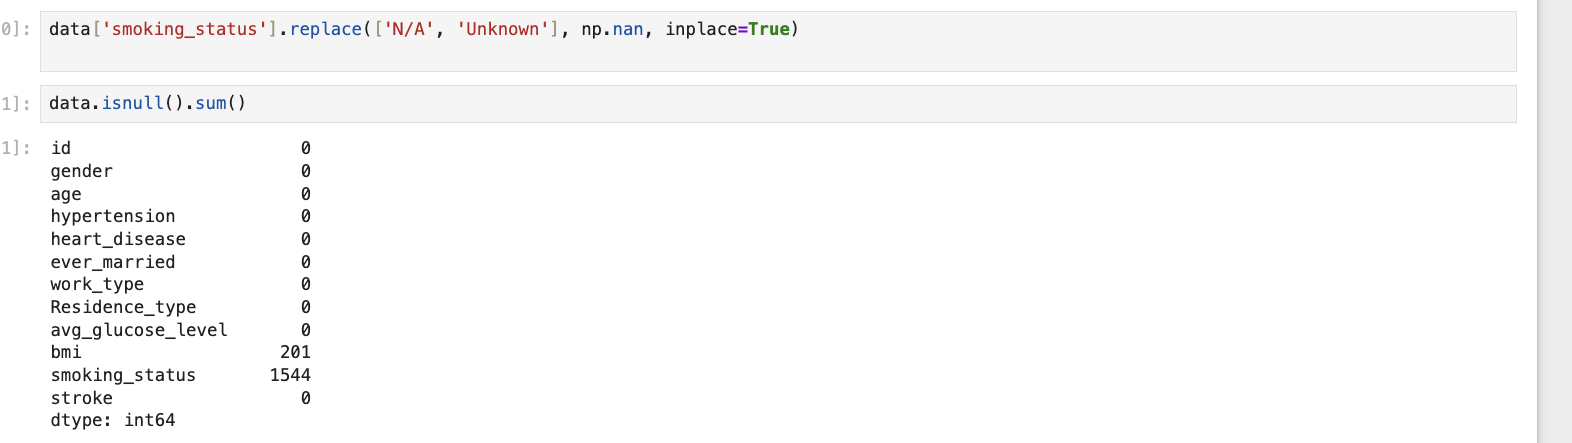 0]: data['smoking_status'].replace(['N/A', 'Unknown'], np.nan, inplace=True)
1]: data.isnull().sum()
1]: id 0
gender 0
age 0
hypertension 0
heart_disease 0
ever_married 0
work_type 0
Residence_type 0
avg_glucose_level 0
bmi 201
smoking_status 1544
stroke 0
dtype: int64